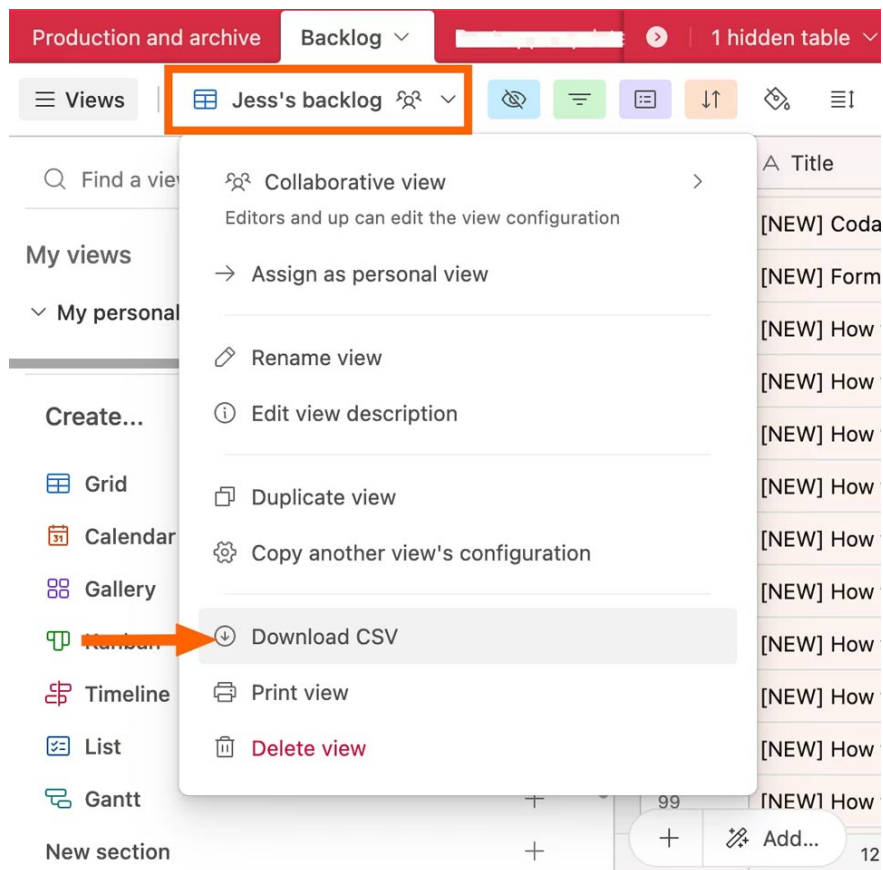 Production and archive Backlog 1 hidden table
Views Jess's backlog
Find a vie
Collaborative view
Editors and up can edit the view configuration
My views
Assign as personal view
My personal
Rename view
Edit view description
Create...
Grid
Duplicate view
Calendar
Copy another view's configuration
Gallery
Download CSV
Timeline
Print view
List
Delete view
Gantt
New section
A Title
[NEW] Coda
[NEW] Form
[NEW] How
[NEW] How
[NEW] How
[NEW] How
[NEW] How
[NEW] How
[NEW] How
[NEW] How
[NEW] How
99 [NEW] How
Add...
12